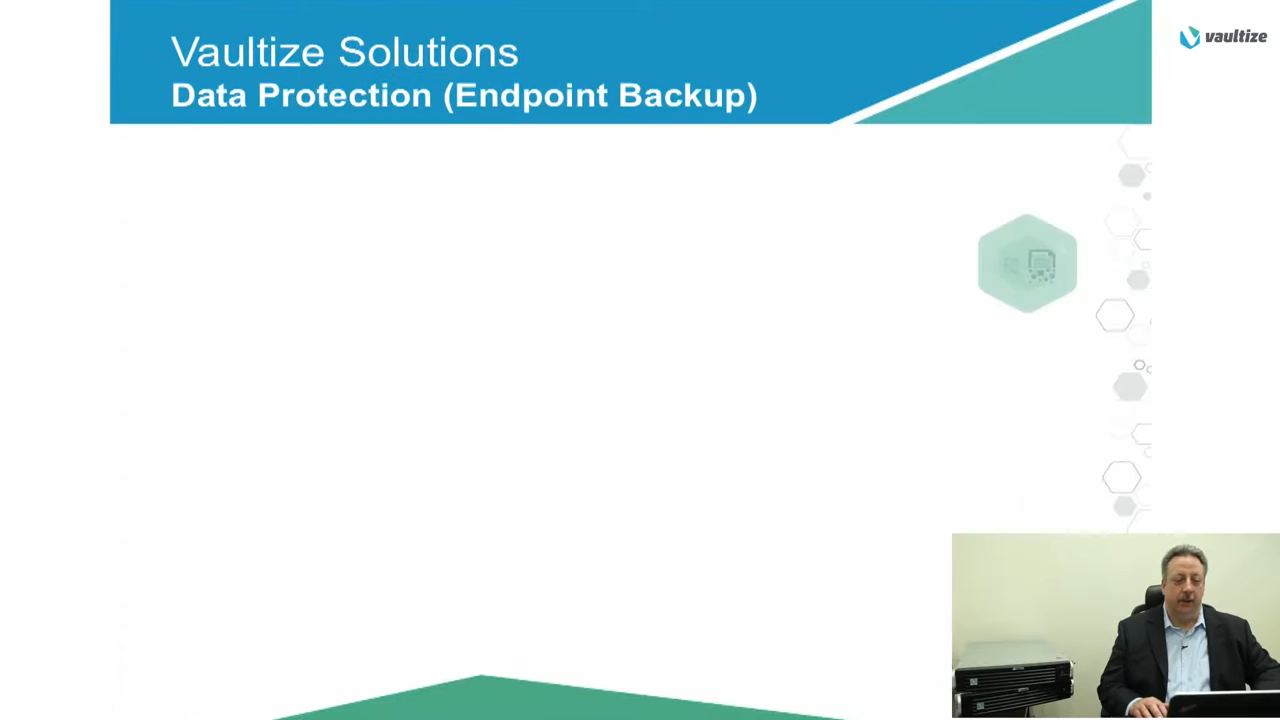 Vaultize Solutions
Data Protection (Endpoint Backup)
vaultize